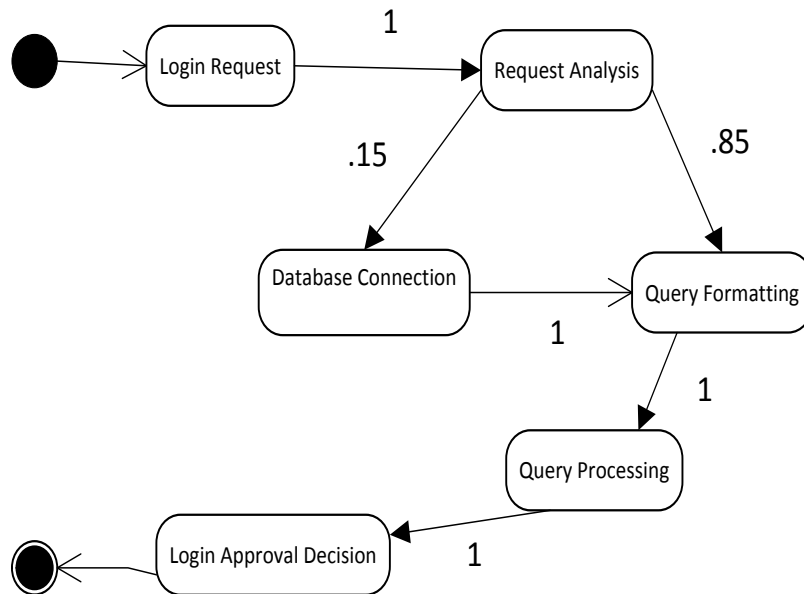 1
Login Request
Request Analysis
.15
.85
Database Connection
Query Formatting
1
1
Query Processing
Login Approval Decision
1